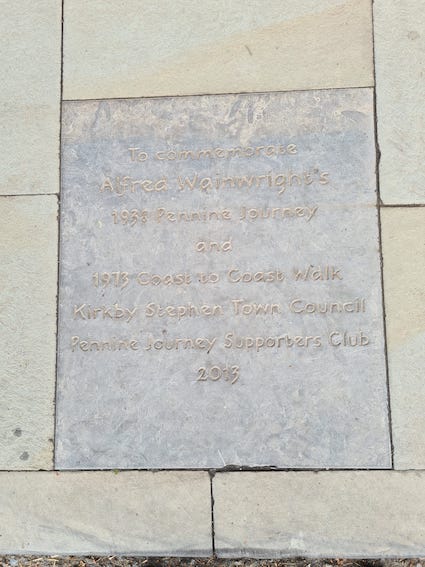 To commemorate
Alfred Wainwright's
1938 Pennine Journey
and
1973 Coast to Coast Walk
Kirkby Stephen Town Council
Pennine Journey Supporters Club
2013